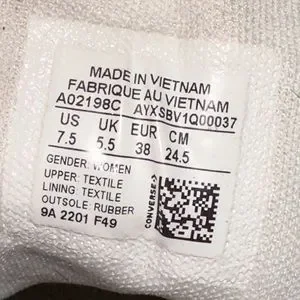 MADE IN VIETNAM
FABRIQUE AU VIETNAM
A02198C AYXSBV1Q00037
US UK EUR CM
7.5 5.5 38 24.5
GENDER: WOMEN
UPPER: TEXTILE
LINING: TEXTILE
OUTSOLE: RUBBER
9A 2201 F49
CONVERSE